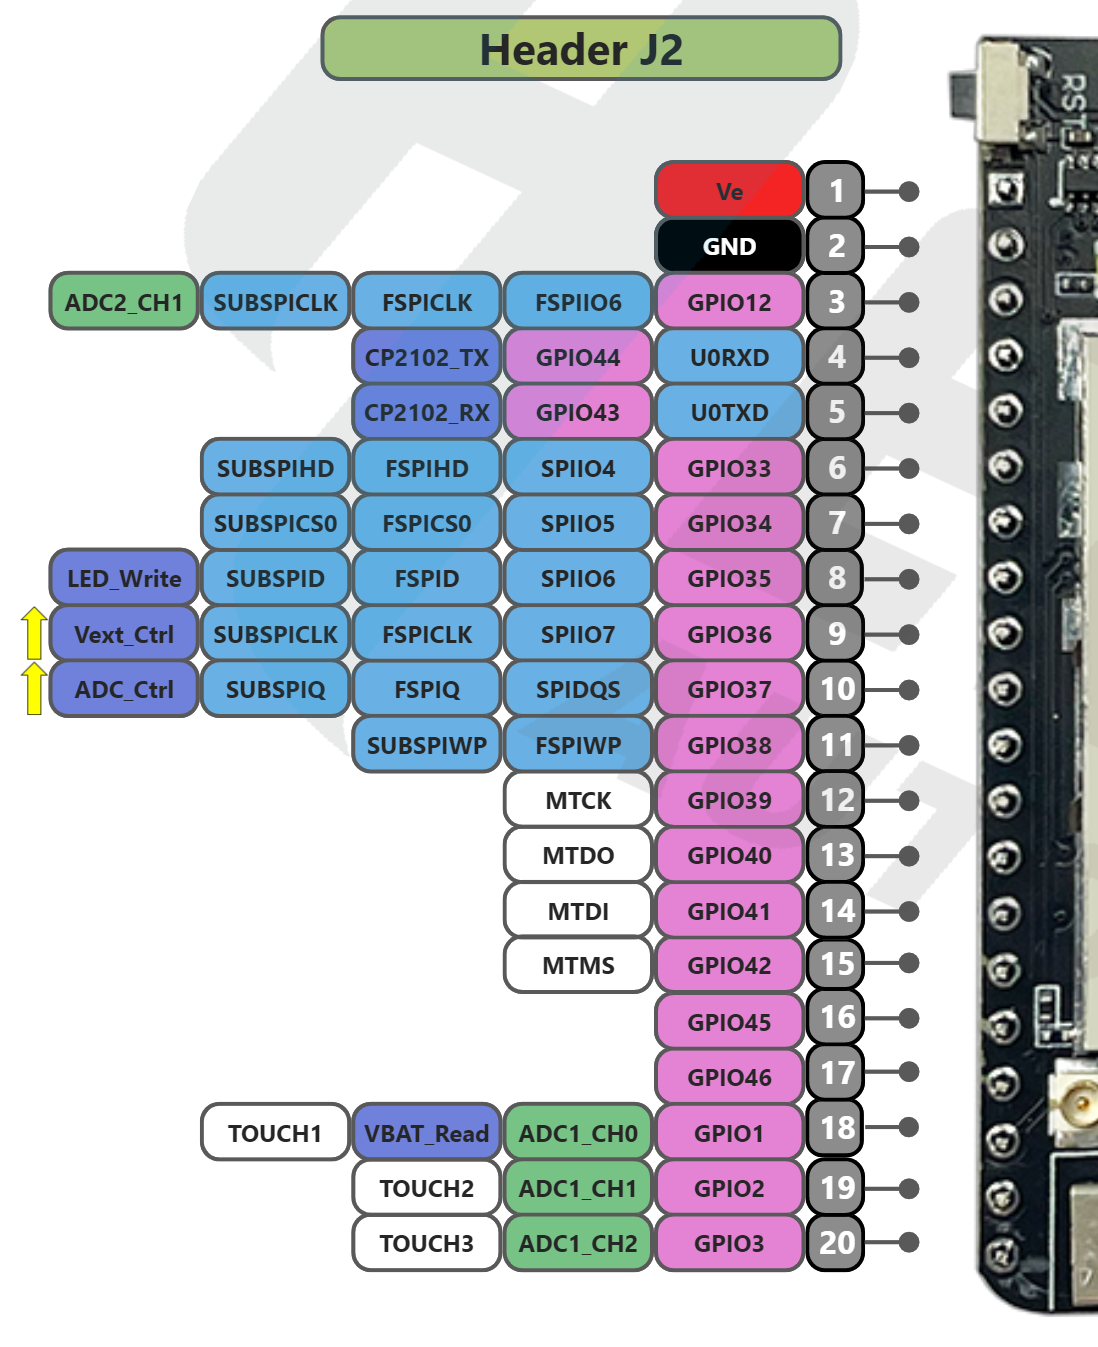 Header J2
RST
Ve 1
GND 2
ADC2_CH1 SUBSPICLK FSPICLK FSPIIO6 GPIO12 3
CP2102_TX GPIO44 U0RXD 4
CP2102_RX GPIO43 U0TXD 5
SUBSPIHD FSPIHD SPIIO4 GPIO33 6
SUBSPICS0 FSPICS0 SPIIO5 GPIO34 7
LED_Write SUBSPID FSPID SPIIO6 GPIO35 8
Vext_Ctrl SUBSPICLK FSPICLK SPIIO7 GPIO36 9
ADC_Ctrl SUBSPIQ FSPIQ SPIDQS GPIO37 10
SUBSPIWP FSPIWP GPIO38 11
MTCK GPIO39 12
MTDO GPIO40 13
MTDI GPIO41 14
MTMS GPIO42 15
GPIO45 16
GPIO46 17
TOUCH1 VBAT_Read ADC1_CH0 GPIO1 18
TOUCH2 ADC1_CH1 GPIO2 19
TOUCH3 ADC1_CH2 GPIO3 20